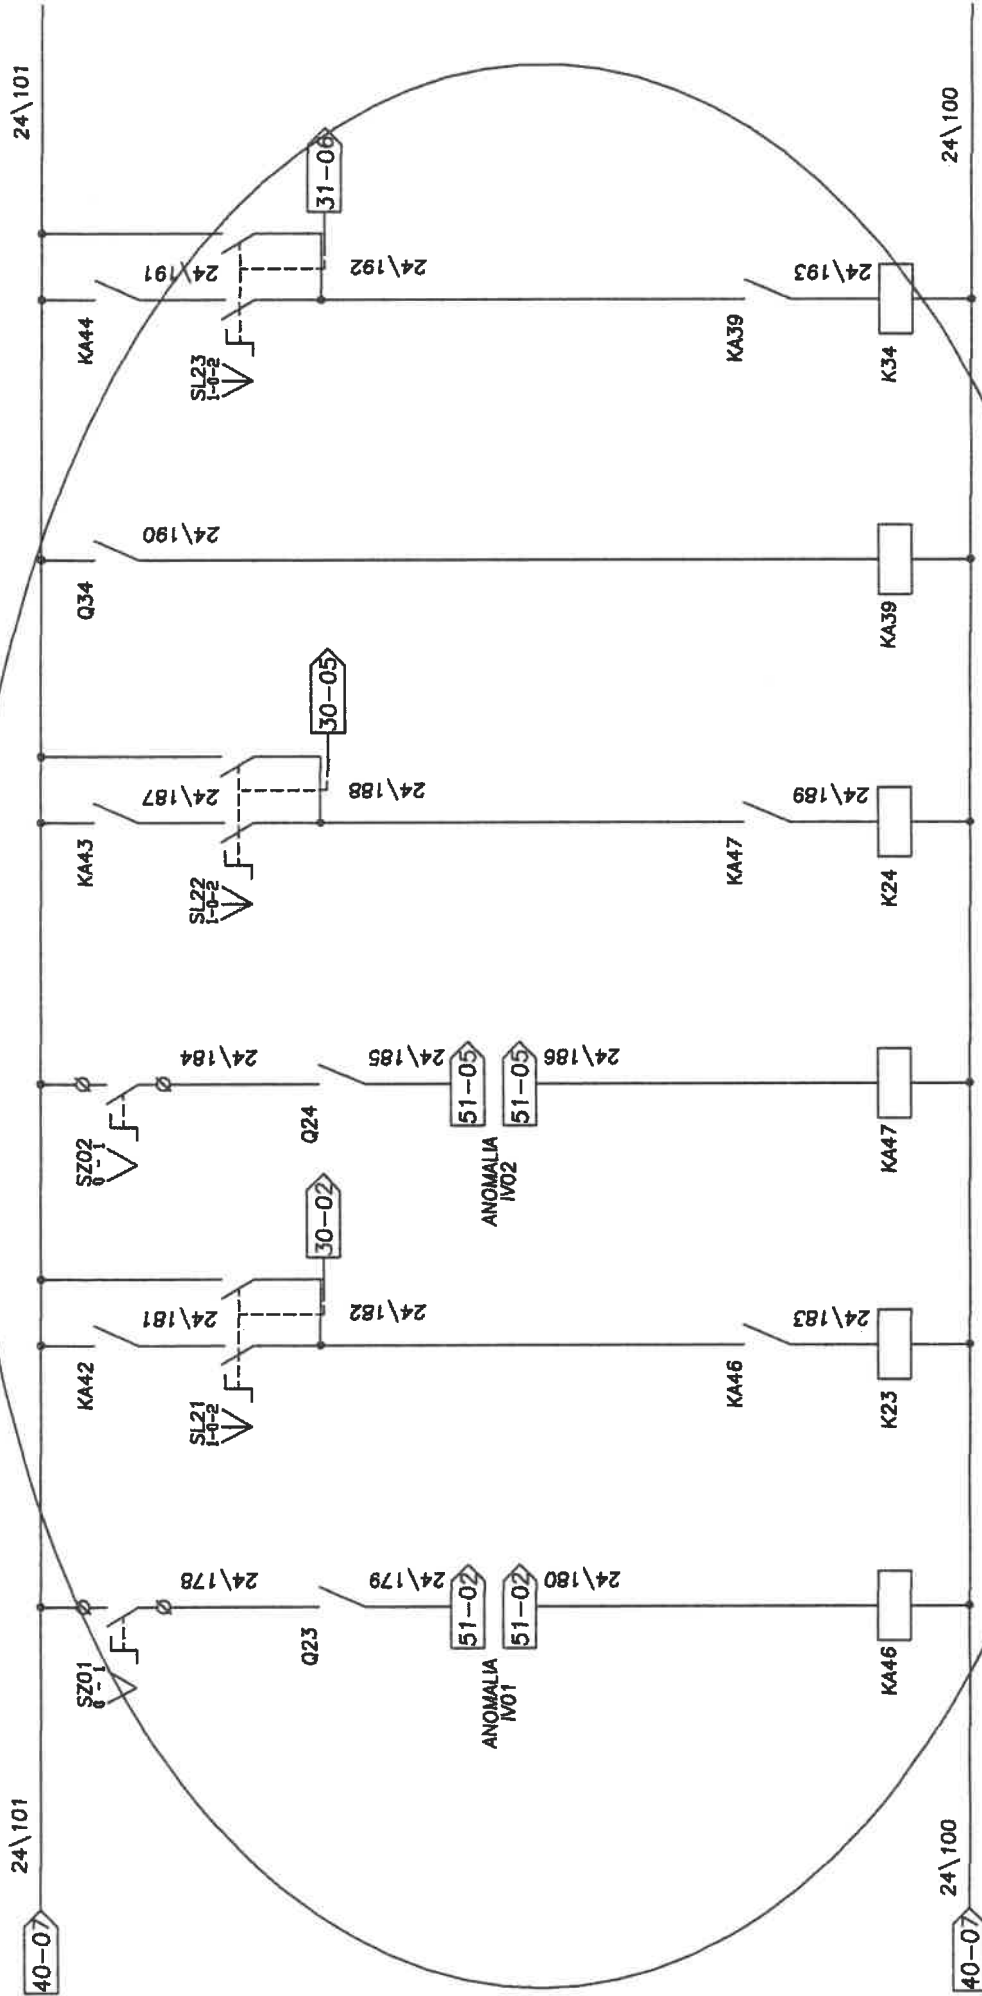 40-07
24\101
24\101
SZ01
0 - 1
24\178
Q23
24\179
51-02
51-02
ANOMALIA
IV01
24\180
KA46
KA42
24\181
SL21
1-0-2
30-02
24\182
KA46
24\183
K23
SZ02
0 - 1
24\184
Q24
24\185
51-05
51-05
ANOMALIA
IV02
24\186
KA47
KA43
24\187
SL22
1-0-2
30-05
24\188
KA47
24\189
K24
Q34
24\190
KA39
KA44
24\191
SL23
1-0-2
31-06
24\192
KA39
24\193
K34
40-07
24\100
24\100